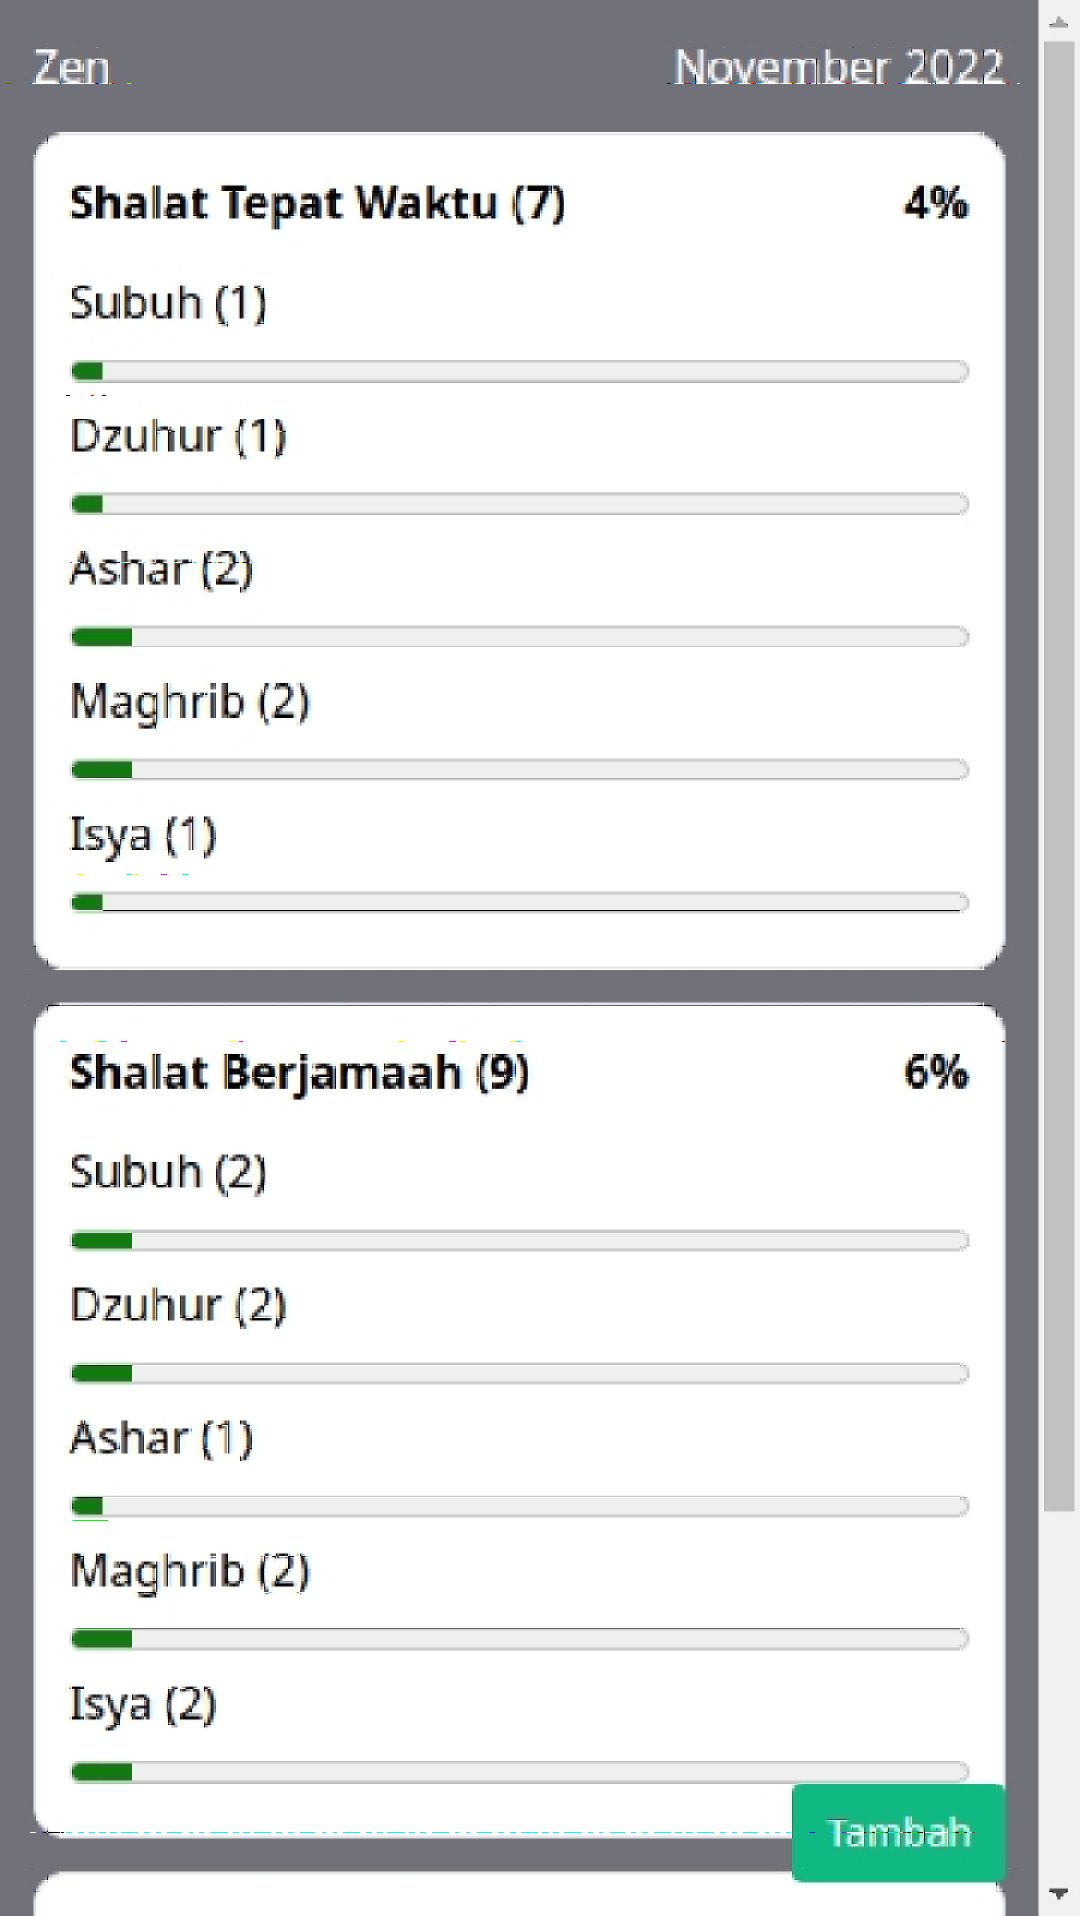 Zen November 2022
Shalat Tepat Waktu (7) 4%
Subuh (1)
Dzuhur (1)
Ashar (2)
Maghrib (2)
Isya (1)
Shalat Berjamaah (9) 6%
Subuh (2)
Dzuhur (2)
Ashar (1)
Maghrib (2)
Isya (2)
Tambah